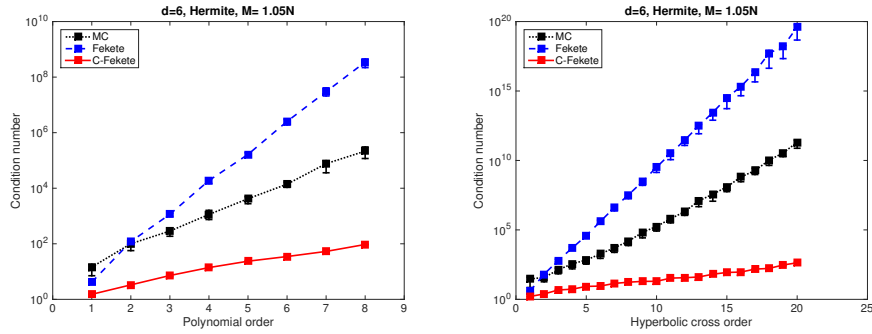 d=6, Hermite, M= 1.05N
MC
Fekete
C-Fekete
Condition number
10^10
10^8
10^6
10^4
10^2
10^0
0 1 2 3 4 5 6 7 8 9
Polynomial order
d=6, Hermite, M= 1.05N
MC
Fekete
C-Fekete
Condition number
10^20
10^15
10^10
10^5
10^0
0 5 10 15 20 25
Hyperbolic cross order